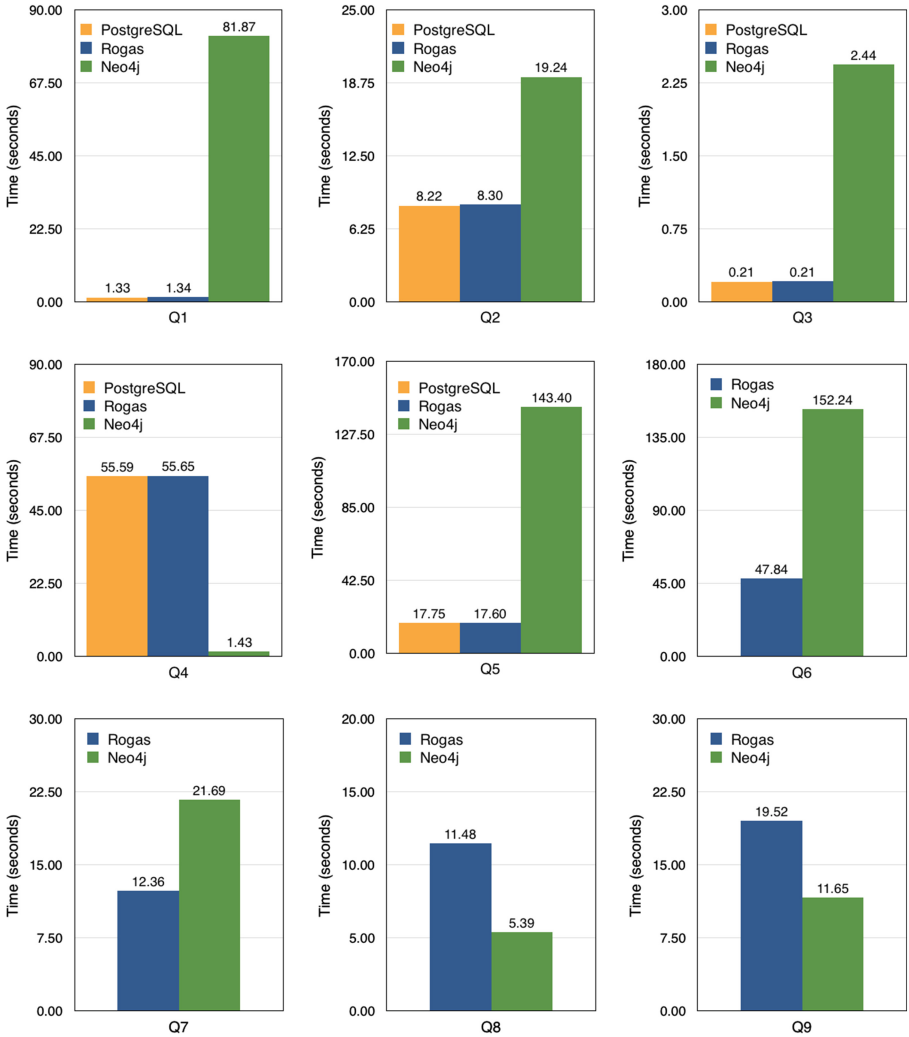 90.00
67.50
45.00
22.50
0.00
Time (seconds)
PostgreSQL
Rogas
Neo4j
1.33
1.34
81.87
Q1
25.00
18.75
12.50
6.25
0.00
Time (seconds)
PostgreSQL
Rogas
Neo4j
8.22
8.30
19.24
Q2
3.00
2.25
1.50
0.75
0.00
Time (seconds)
PostgreSQL
Rogas
Neo4j
0.21
0.21
2.44
Q3
90.00
67.50
45.00
22.50
0.00
Time (seconds)
PostgreSQL
Rogas
Neo4j
55.59
55.65
1.43
Q4
170.00
127.50
85.00
42.50
0.00
Time (seconds)
PostgreSQL
Rogas
Neo4j
17.75
17.60
143.40
Q5
180.00
135.00
90.00
45.00
0.00
Time (seconds)
Rogas
Neo4j
47.84
152.24
Q6
30.00
22.50
15.00
7.50
0.00
Time (seconds)
Rogas
Neo4j
12.36
21.69
Q7
20.00
15.00
10.00
5.00
0.00
Time (seconds)
Rogas
Neo4j
11.48
5.39
Q8
30.00
22.50
15.00
7.50
0.00
Time (seconds)
Rogas
Neo4j
19.52
11.65
Q9